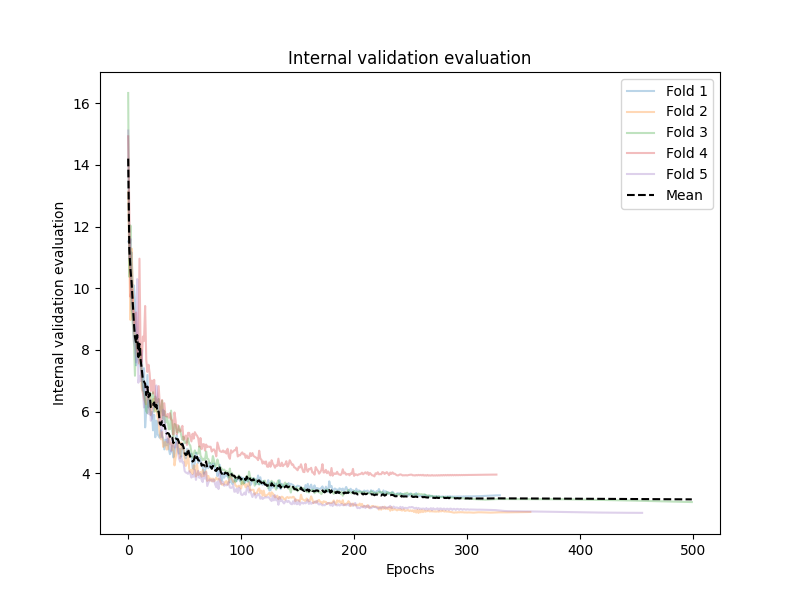 Internal validation evaluation
Internal validation evaluation
16
14
12
10
8
6
4
0
100
200
300
400
500
Epochs
Fold 1
Fold 2
Fold 3
Fold 4
Fold 5
Mean